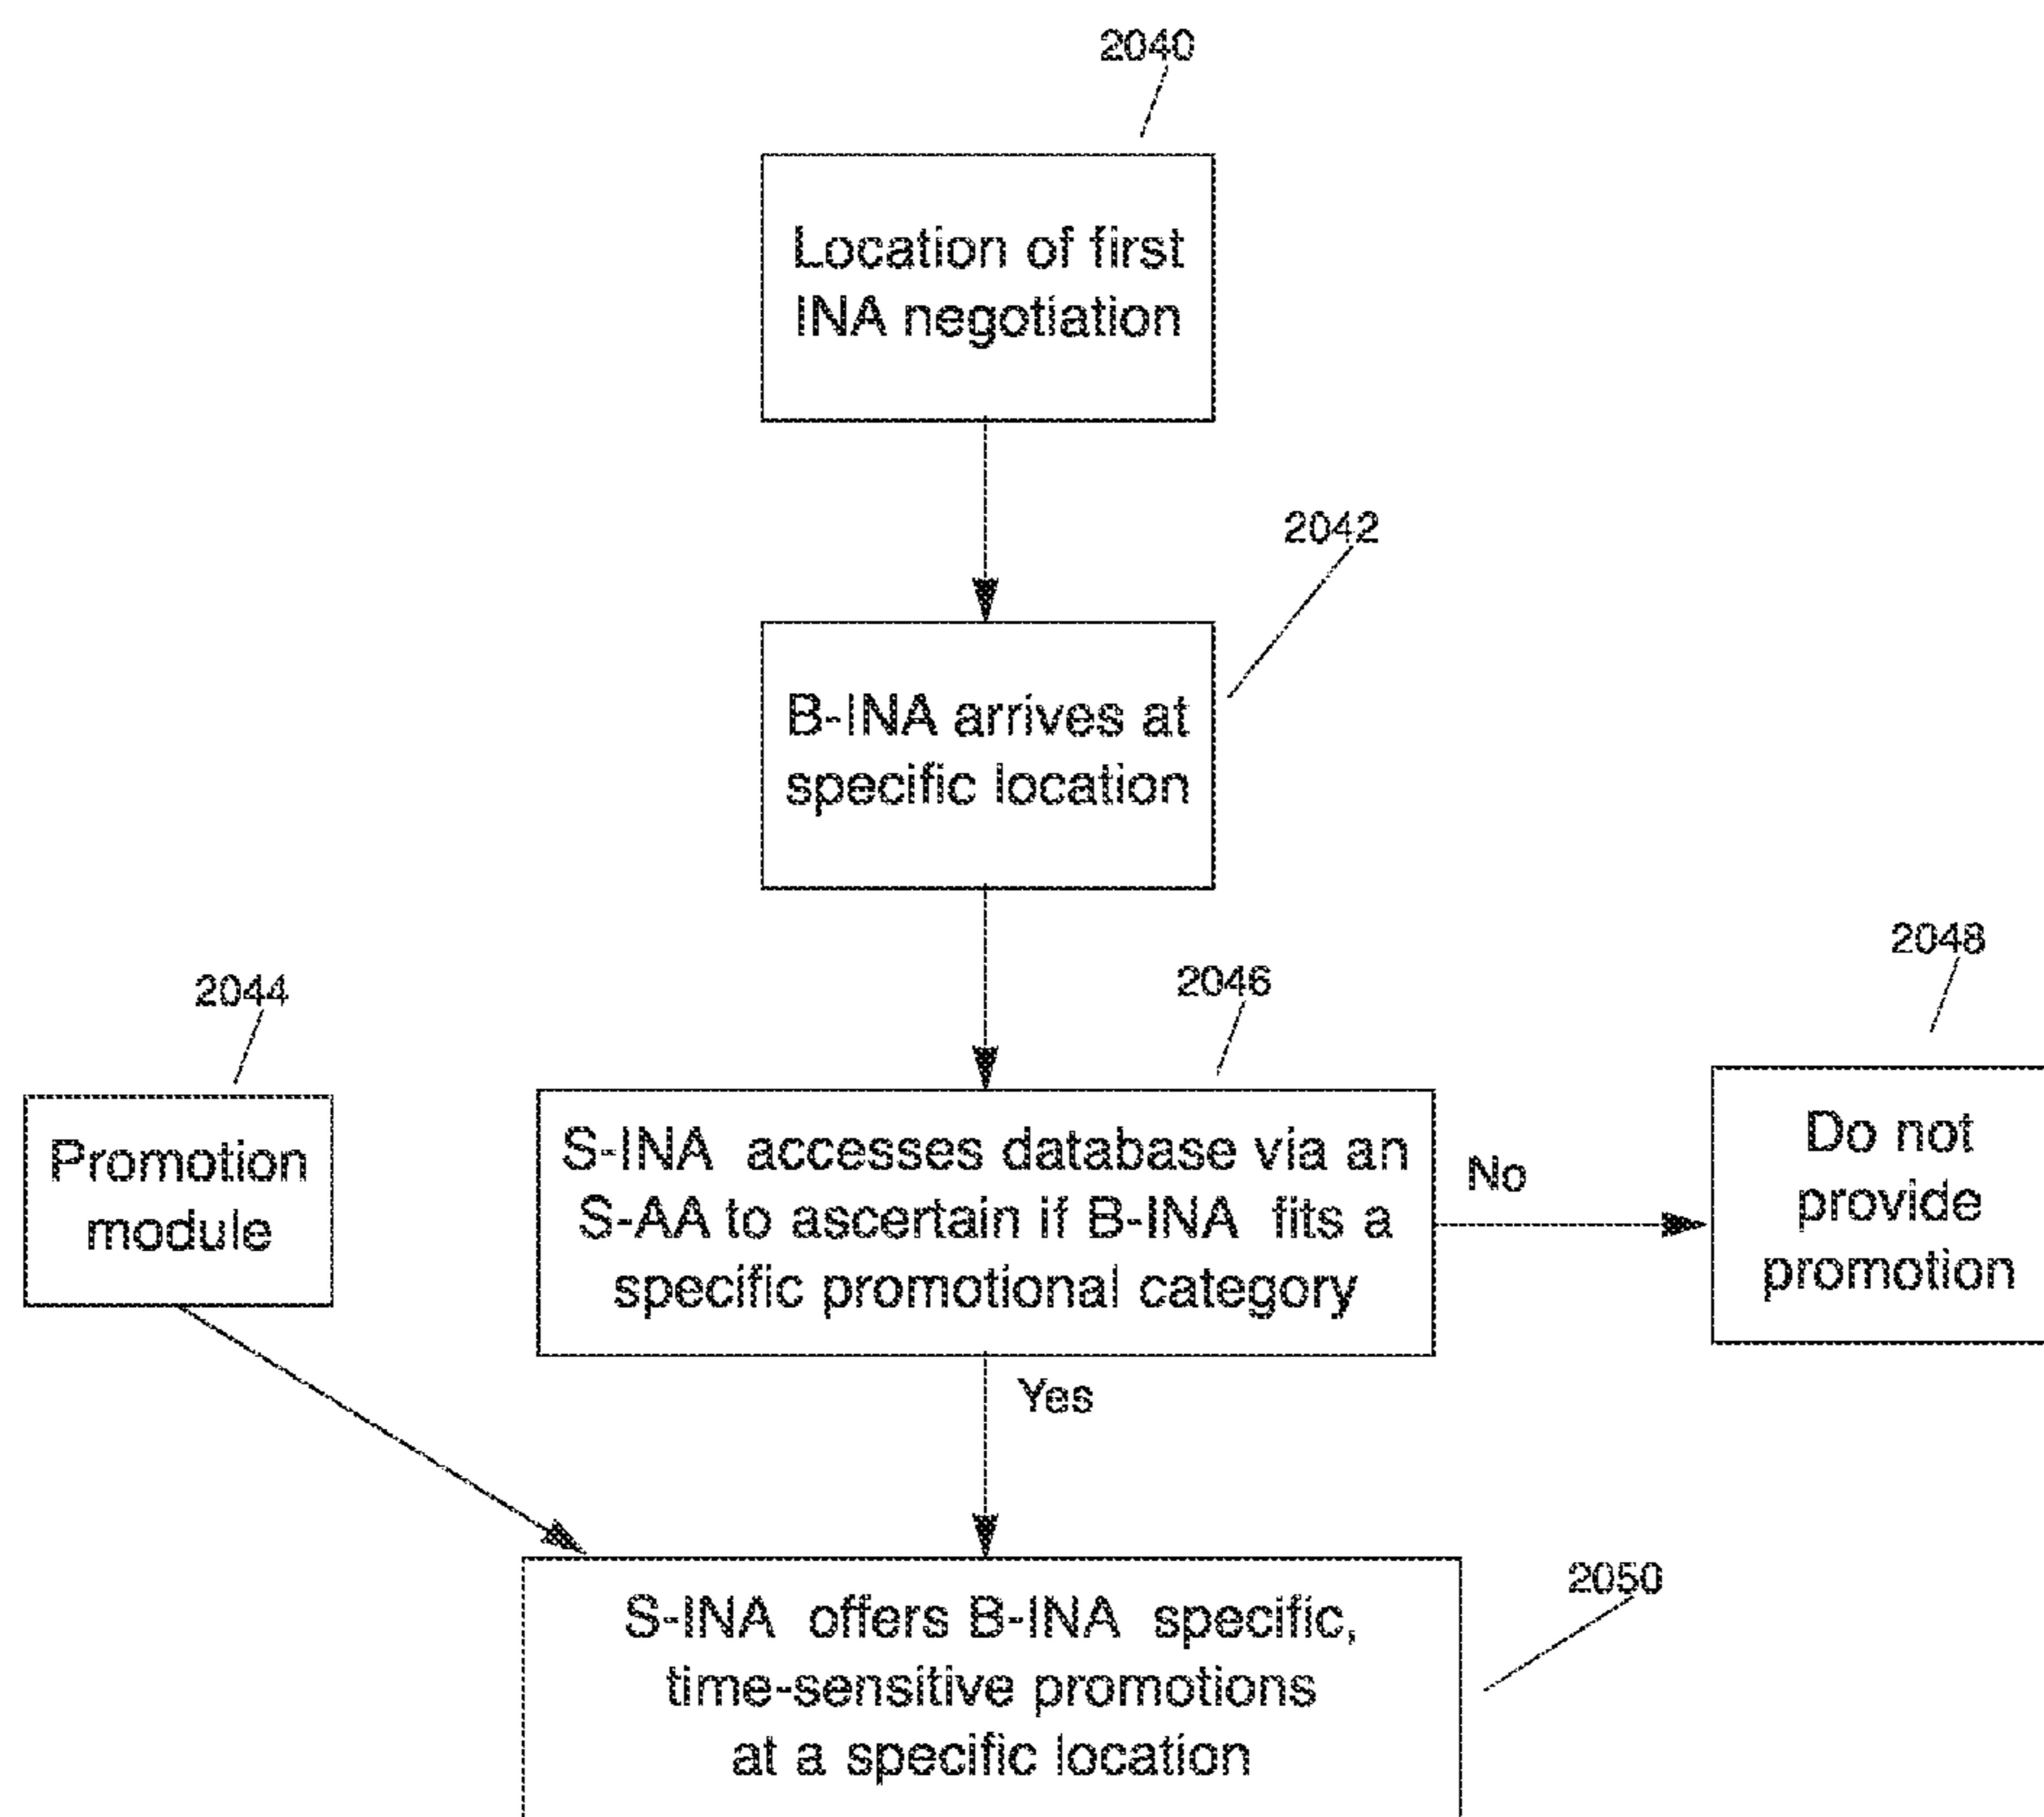 2040
Location of first
INA negotiation
2042
B-INA arrives at
specific location
2044
Promotion
module
2046
S-INA accesses database via an
S-AA to ascertain if B-INA fits a
specific promotional category
No
2048
Do not
provide
promotion
Yes
2050
S-INA offers B-INA specific,
time-sensitive promotions
at a specific location